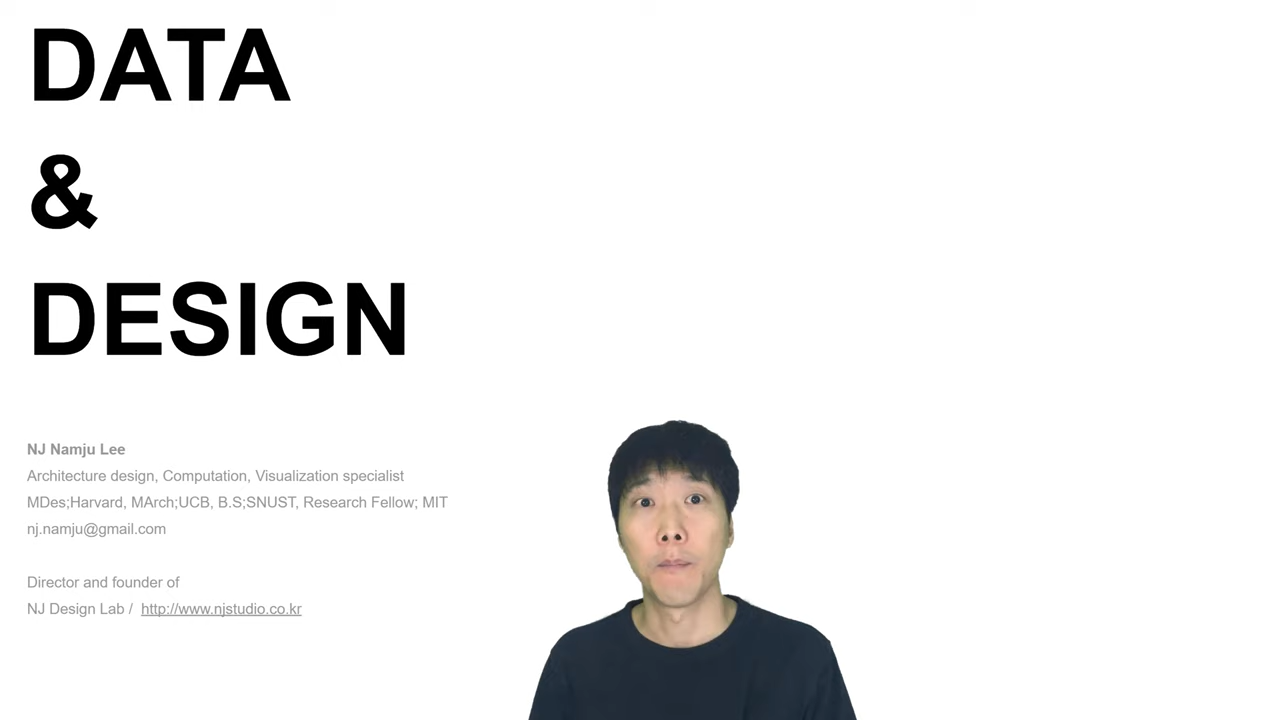 DATA
&
DESIGN
NJ Namju Lee
Architecture design, Computation, Visualization specialist
MDes;Harvard, MArch;UCB, B.S;SNUST, Research Fellow; MIT
nj.namju@gmail.com
Director and founder of
NJ Design Lab / http://www.njstudio.co.kr